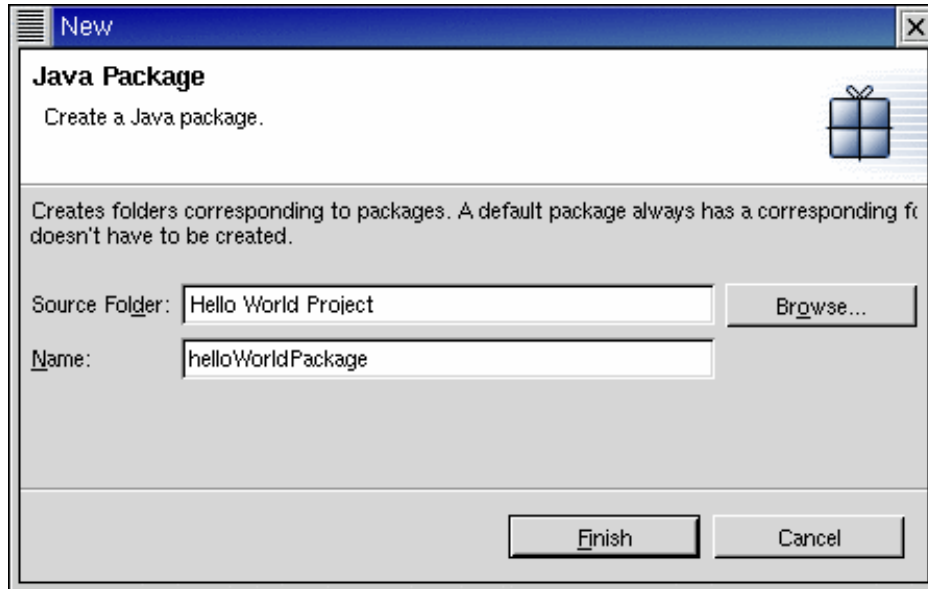 New
Java Package
Create a Java package.
Creates folders corresponding to packages. A default package always has a corresponding
doesn't have to be created.
Source Folder: Hello World Project Browse...
Name: helloWorldPackage
Finish Cancel